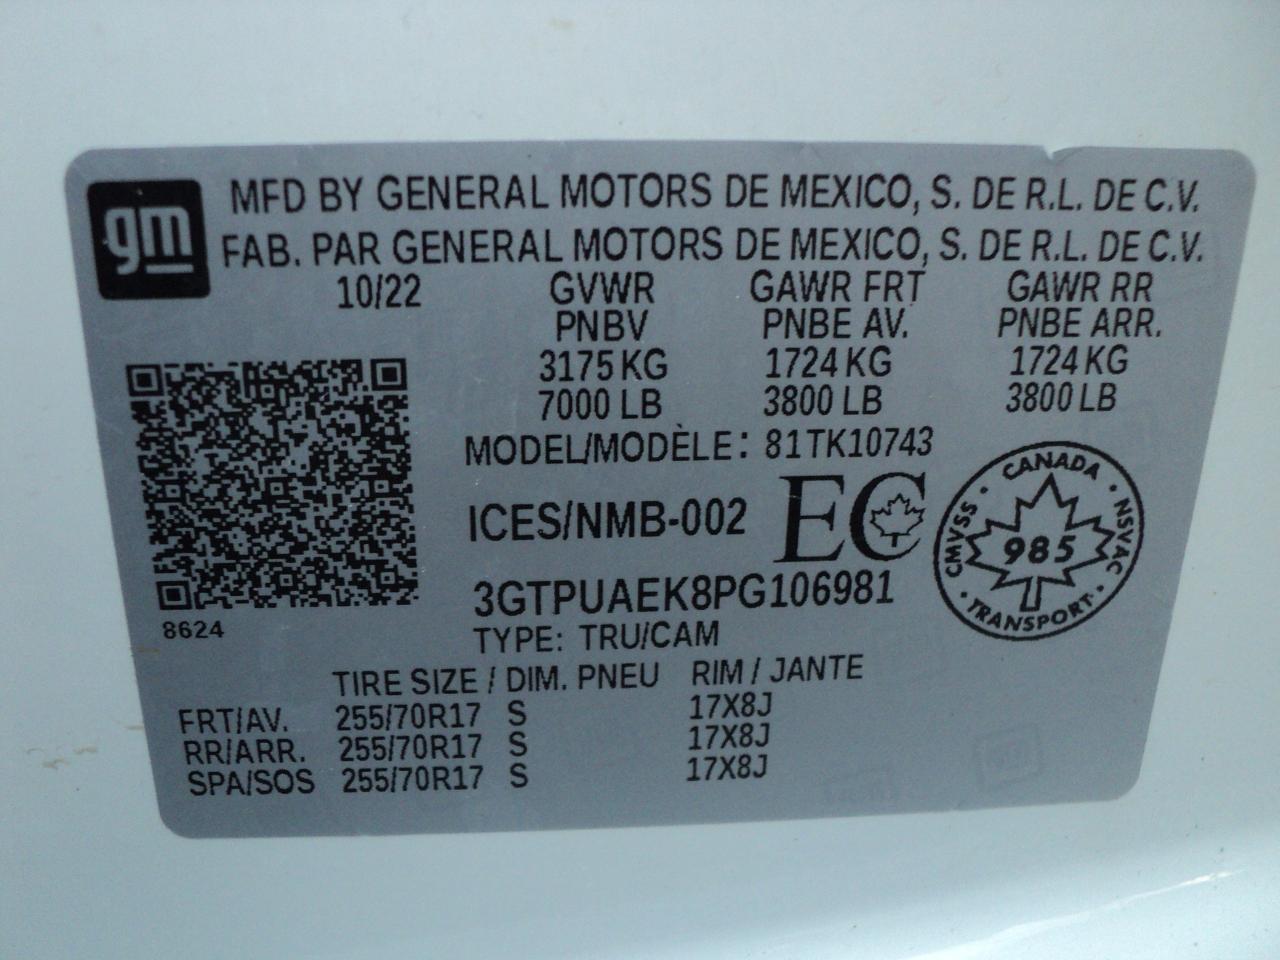 gm
MFD BY GENERAL MOTORS DE MEXICO, S. DE R.L. DE C.V.
FAB. PAR GENERAL MOTORS DE MEXICO, S. DE R.L. DE C.V.
10/22 GVWR GAWR FRT GAWR RR
PNBV PNBE AV. PNBE ARR.
3175 KG 1724 KG 1724 KG
7000 LB 3800 LB 3800 LB
MODEL/MODÈLE: 81TK10743
ICES/NMB-002 EC
CANADA · NSVAC · TRANSPORT · CMVSS ·
985
3GTPUAEK8PG106981
8624
TYPE: TRU/CAM
TIRE SIZE / DIM. PNEU RIM / JANTE
FRT/AV. 255/70R17 S 17X8J
RR/ARR. 255/70R17 S 17X8J
SPA/SOS 255/70R17 S 17X8J